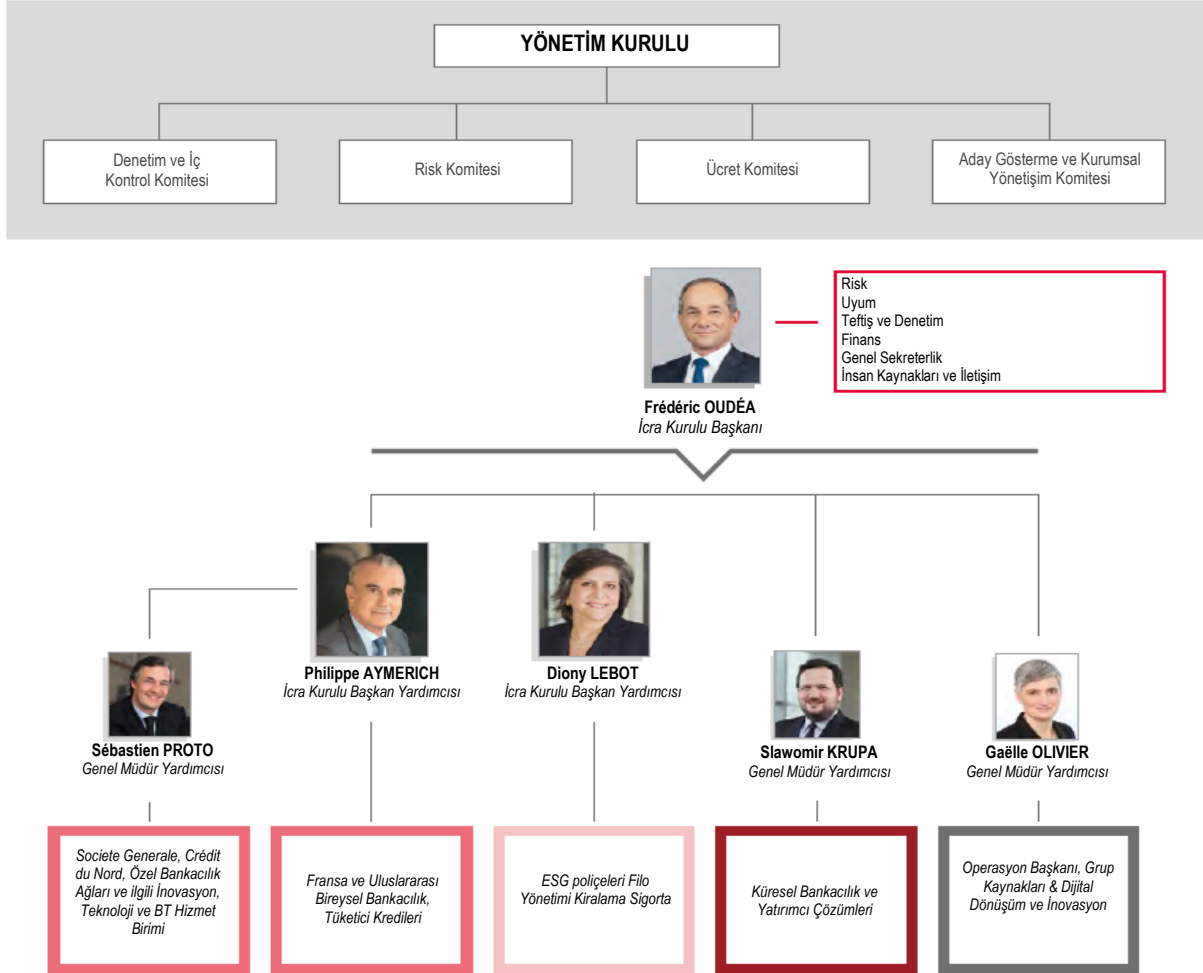 YÖNETİM KURULU
Denetim ve İç
Kontrol Komitesi
Risk Komitesi
Ücret Komitesi
Aday Gösterme ve Kurumsal
Yönetişim Komitesi
Risk
Uyum
Teftiş ve Denetim
Finans
Genel Sekreterlik
İnsan Kaynakları ve İletişim
Frédéric OUDÉA
İcra Kurulu Başkanı
Philippe AYMERICH
İcra Kurulu Başkan Yardımcısı
Diony LEBOT
İcra Kurulu Başkan Yardımcısı
Sébastien PROTO
Genel Müdür Yardımcısı
Slawomir KRUPA
Genel Müdür Yardımcısı
Gaëlle OLIVIER
Genel Müdür Yardımcısı
Societe Generale, Crédit
du Nord, Özel Bankacılık
Ağları ve ilgili İnovasyon,
Teknoloji ve BT Hizmet
Birimi
Fransa ve Uluslararası
Bireysel Bankacılık,
Tüketici Kredileri
ESG poliçeleri Filo
Yönetimi Kiralama Sigorta
Küresel Bankacılık ve
Yatırımcı Çözümleri
Operasyon Başkanı, Grup
Kaynakları & Dijital
Dönüşüm ve İnovasyon